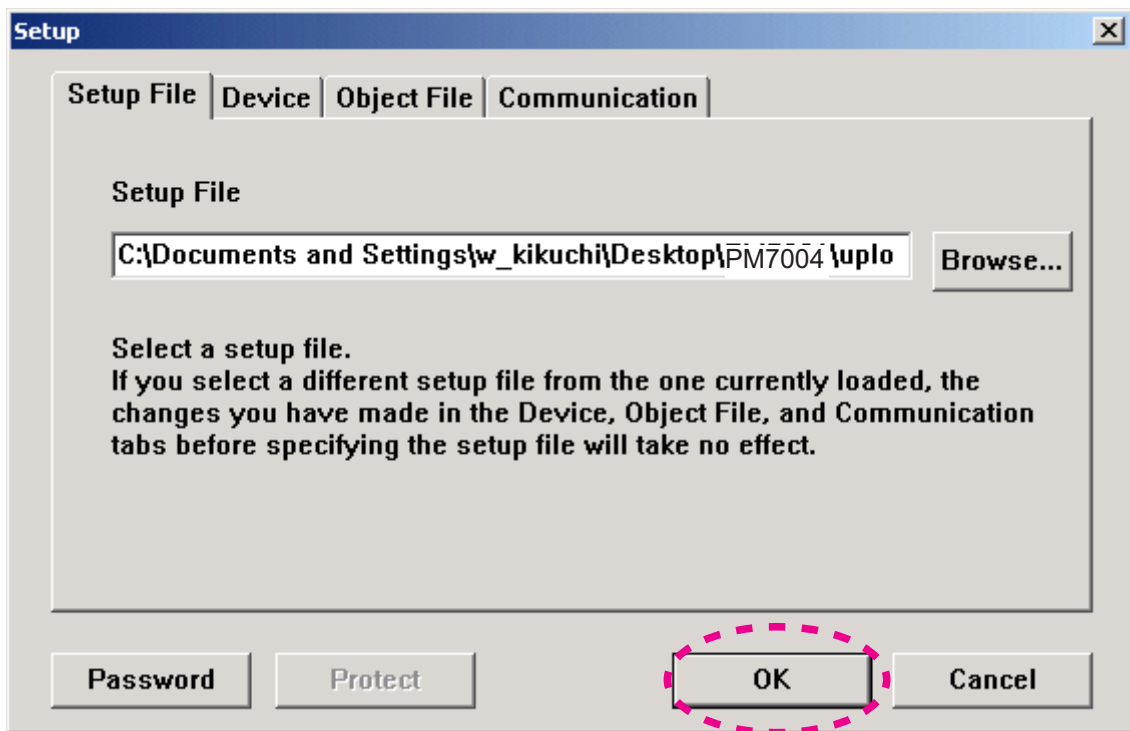 Setup
Setup File Device Object File Communication
Setup File
C:\Documents and Settings\w_kikuchi\Desktop\PM7004\uplo
Browse...
Select a setup file.
If you select a different setup file from the one currently loaded, the
changes you have made in the Device, Object File, and Communication
tabs before specifying the setup file will take no effect.
Password Protect OK Cancel